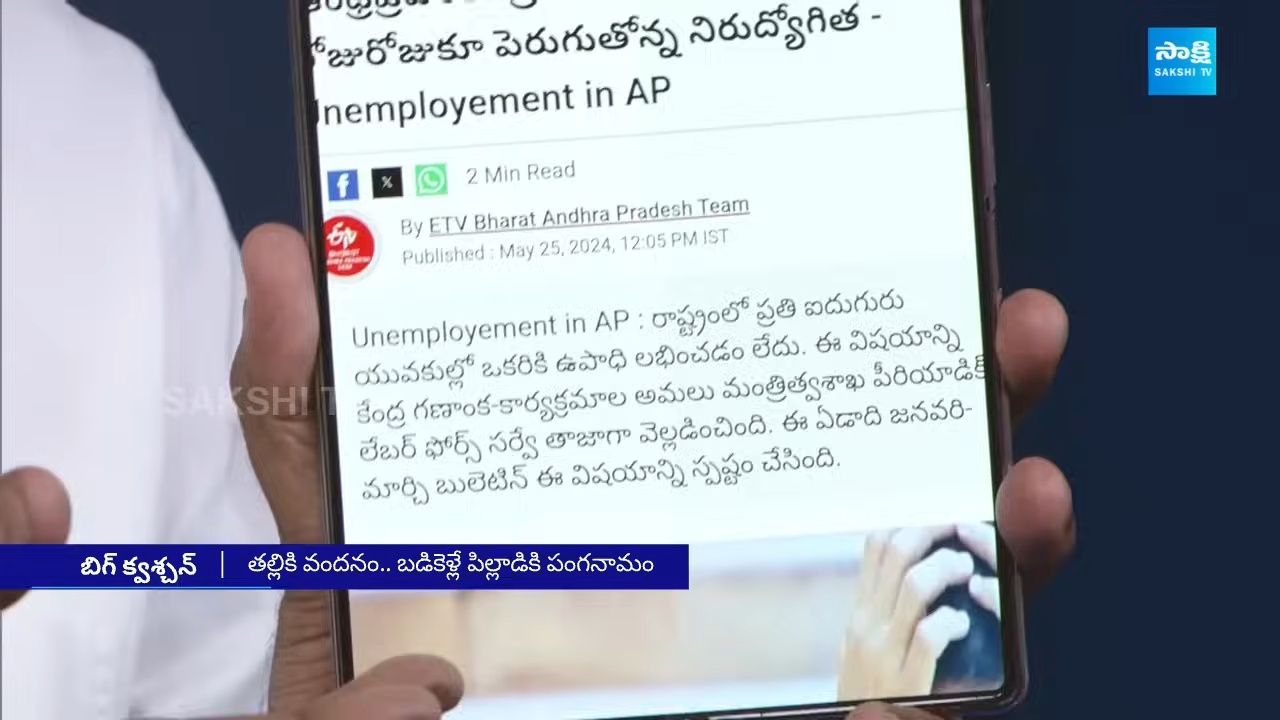 రోజురోజుకూ పెరుగుతోన్న నిరుద్యోగిత -
Unemployement in AP
సాక్షి
SAKSHI TV
2 Min Read
By ETV Bharat Andhra Pradesh Team
Published : May 25, 2024, 12:05 PM IST
Unemployement in AP : రాష్ట్రంలో ప్రతి ఐదుగురు
యువకుల్లో ఒకరికి ఉపాధి లభించడం లేదు. ఈ విషయాన్ని
కేంద్ర గణాంక-కార్యక్రమాల అమలు మంత్రిత్వశాఖ పీరియాడిక్
లేబర్ ఫోర్స్ సర్వే తాజాగా వెల్లడించింది. ఈ ఏడాది జనవరి-
మార్చి బులెటిన్ ఈ విషయాన్ని స్పష్టం చేసింది.
SAKSHI T
బిగ్ క్వశ్చన్ | తల్లికి వందనం.. బడికెళ్లే పిల్లాడికి పంగనామం